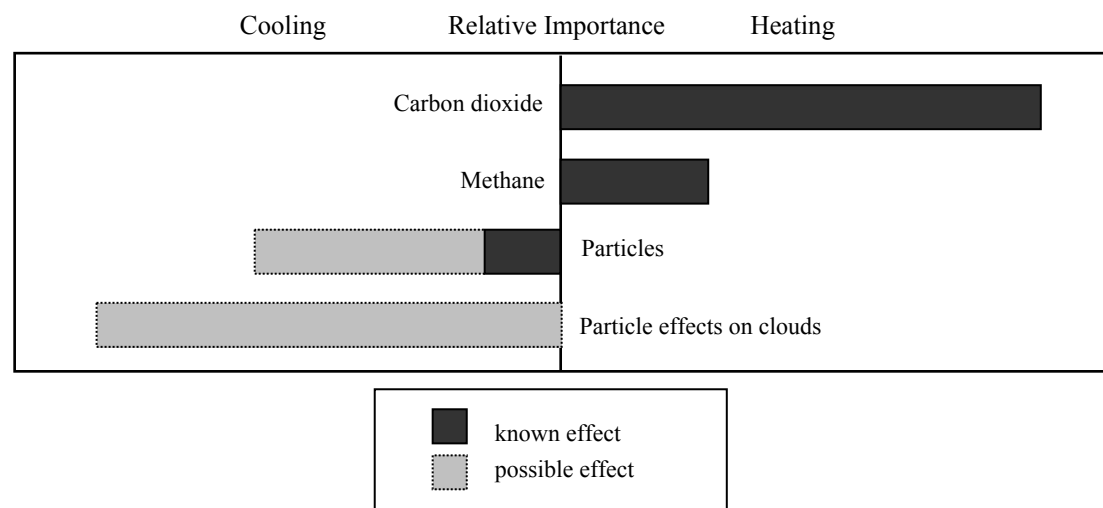 Cooling Relative Importance Heating
Carbon dioxide
Methane
Particles
Particle effects on clouds
known effect
possible effect